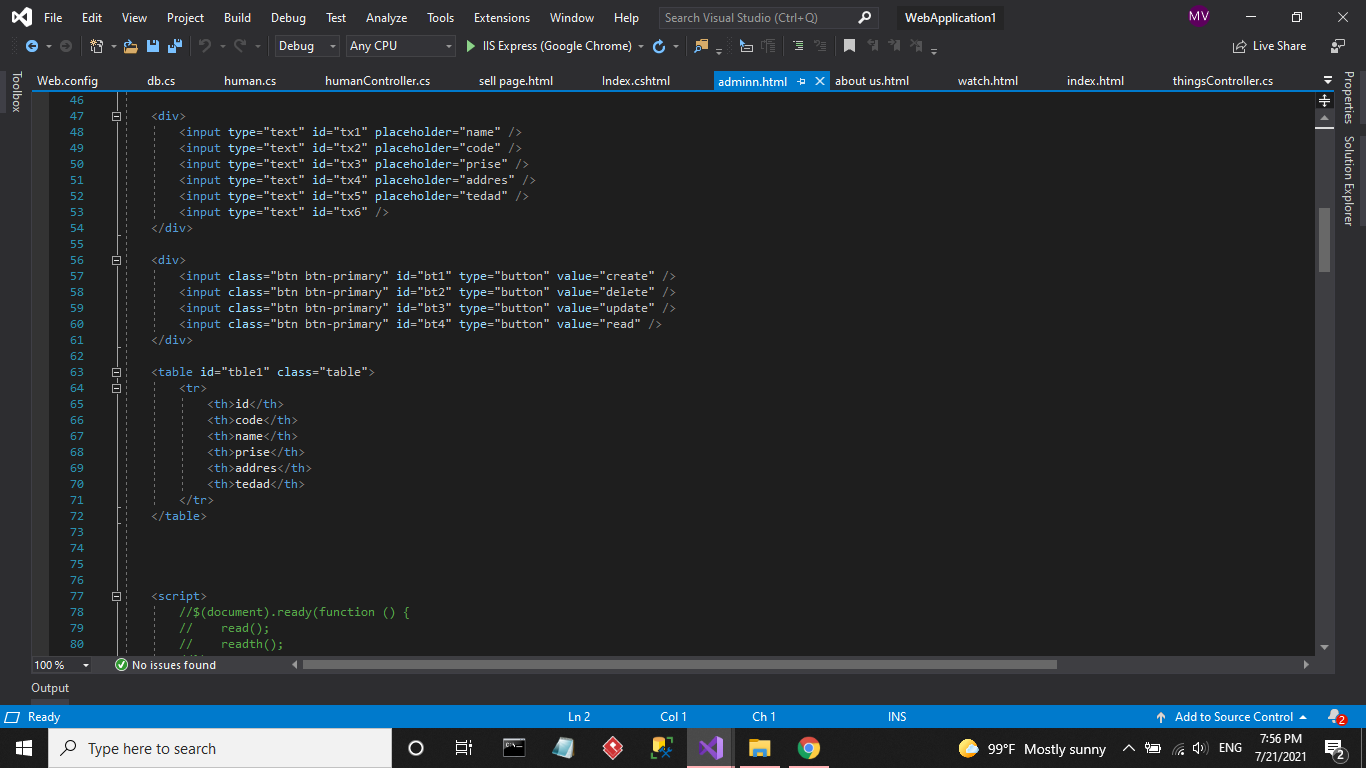 File Edit View Project Build Debug Test Analyze Tools Extensions Window Help Search Visual Studio (Ctrl+Q) WebApplication1 MV
Debug Any CPU IIS Express (Google Chrome) Live Share
Toolbox
Web.config db.cs human.cs humanController.cs sell page.html Index.cshtml adminn.html about us.html watch.html index.html thingsController.cs
Properties
Solution Explorer
46
47 <div>
48 <input type="text" id="tx1" placeholder="name" />
49 <input type="text" id="tx2" placeholder="code" />
50 <input type="text" id="tx3" placeholder="prise" />
51 <input type="text" id="tx4" placeholder="addres" />
52 <input type="text" id="tx5" placeholder="tedad" />
53 <input type="text" id="tx6" />
54 </div>
55
56 <div>
57 <input class="btn btn-primary" id="bt1" type="button" value="create" />
58 <input class="btn btn-primary" id="bt2" type="button" value="delete" />
59 <input class="btn btn-primary" id="bt3" type="button" value="update" />
60 <input class="btn btn-primary" id="bt4" type="button" value="read" />
61 </div>
62
63 <table id="tble1" class="table">
64 <tr>
65 <th>id</th>
66 <th>code</th>
67 <th>name</th>
68 <th>prise</th>
69 <th>addres</th>
70 <th>tedad</th>
71 </tr>
72 </table>
73
74
75
76
77 <script>
78 //$(document).ready(function () {
79 // read();
80 // readth();
100 % No issues found
Output
Ready Ln 2 Col 1 Ch 1 INS Add to Source Control 2
Type here to search 99°F Mostly sunny ENG 7:56 PM
7/21/2021 2